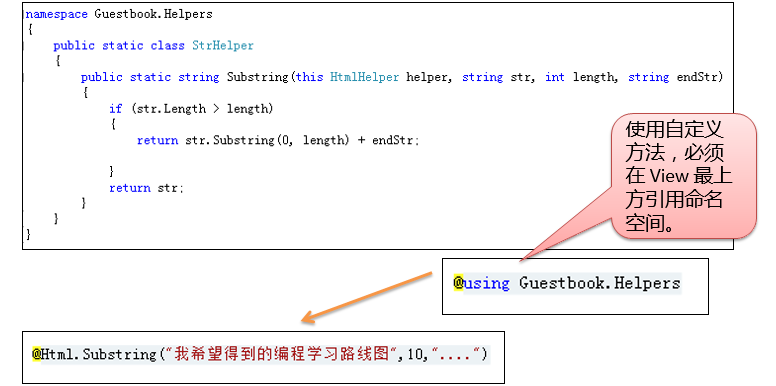 namespace Guestbook.Helpers
{
    public static class StrHelper
    {
        public static string Substring(this HtmlHelper helper, string str, int length, string endStr)
        {
            if (str.Length > length)
            {
                return str.Substring(0, length) + endStr;
            }
            return str;
        }
    }
}
使用自定义
方法，必须
在 View 最上
方引用命名
空间。
@using Guestbook.Helpers
@Html.Substring("我希望得到的编程学习路线图",10,"....")